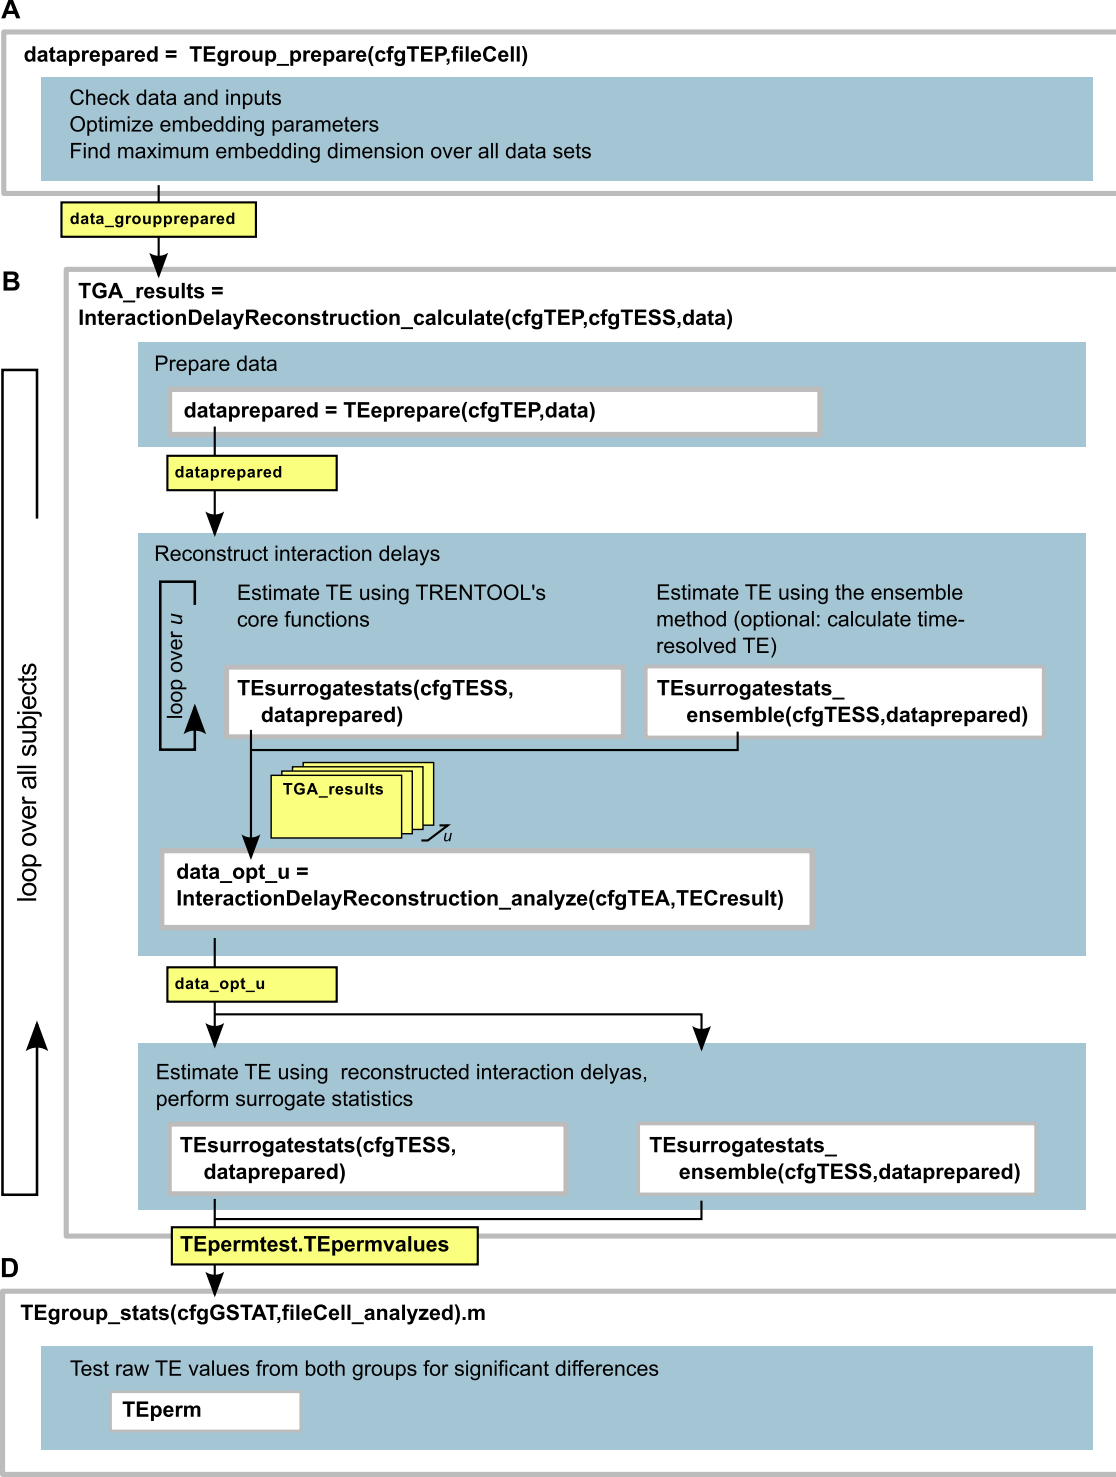 A
dataprepared = TEgroup_prepare(cfgTEP,fileCell)
Check data and inputs
Optimize embedding parameters
Find maximum embedding dimension over all data sets
data_groupprepared
B
TGA_results =
InteractionDelayReconstruction_calculate(cfgTEP,cfgTESS,data)
loop over all subjects
Prepare data
dataprepared = TEeprepare(cfgTEP,data)
dataprepared
Reconstruct interaction delays
loop over u
Estimate TE using TRENTOOL's
core functions
TEsurrogatestats(cfgTESS,
dataprepared)
Estimate TE using the ensemble
method (optional: calculate time-
resolved TE)
TEsurrogatestats_
ensemble(cfgTESS,dataprepared)
TGA_results
u
data_opt_u =
InteractionDelayReconstruction_analyze(cfgTEA,TECresult)
data_opt_u
Estimate TE using reconstructed interaction delyas,
perform surrogate statistics
TEsurrogatestats(cfgTESS,
dataprepared)
TEsurrogatestats_
ensemble(cfgTESS,dataprepared)
TEpermtest.TEpermvalues
D
TEgroup_stats(cfgGSTAT,fileCell_analyzed).m
Test raw TE values from both groups for significant differences
TEperm